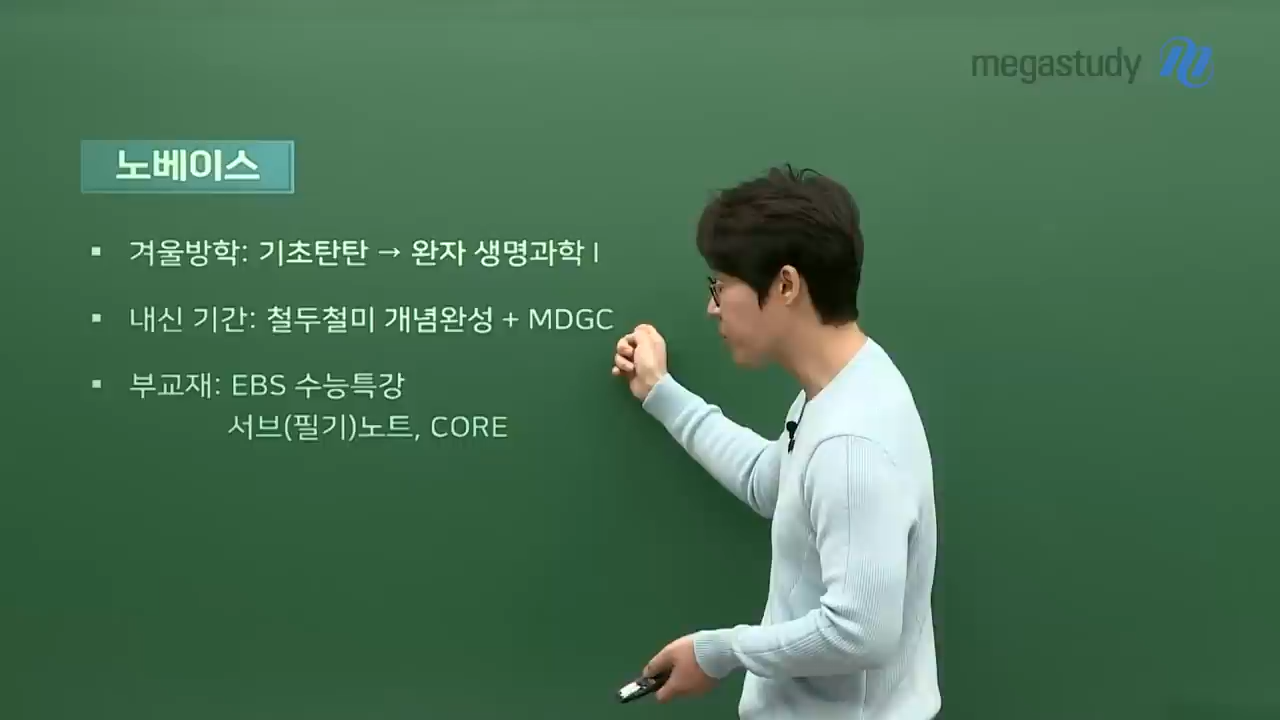 megastudy
노베이스
▪ 겨울방학: 기초탄탄 → 완자 생명과학 I
▪ 내신 기간: 철두철미 개념완성 + MDGC
▪ 부교재: EBS 수능특강
서브(필기)노트, CORE